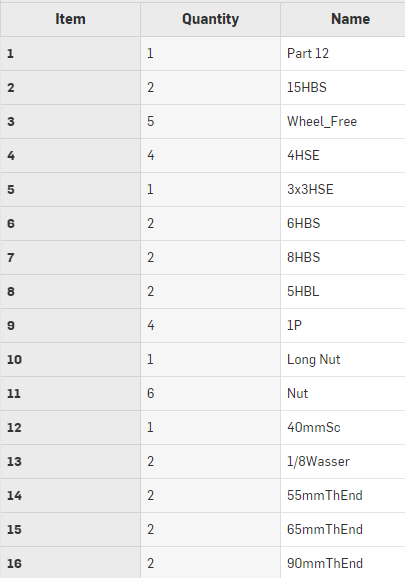 Item Quantity Name
1 1 Part 12
2 2 15HBS
3 5 Wheel_Free
4 4 4HSE
5 1 3x3HSE
6 2 6HBS
7 2 8HBS
8 2 5HBL
9 4 1P
10 1 Long Nut
11 6 Nut
12 1 40mmSc
13 2 1/8Wasser
14 2 55mmThEnd
15 2 65mmThEnd
16 2 90mmThEnd